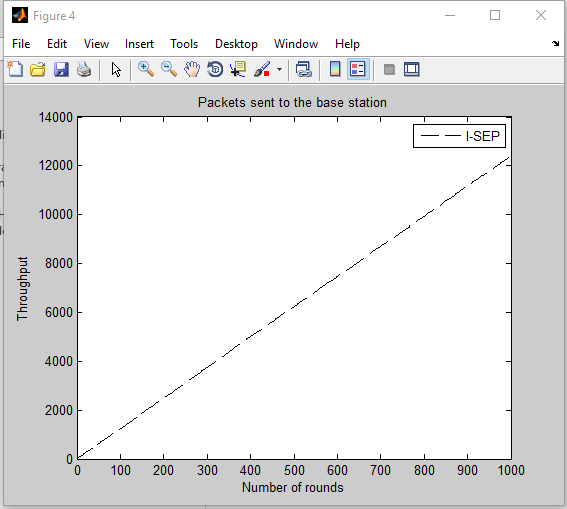 Figure 4
File Edit View Insert Tools Desktop Window Help
Packets sent to the base station
I-SEP
14000
12000
10000
8000
6000
4000
2000
0
Throughput
0 100 200 300 400 500 600 700 800 900 1000
Number of rounds